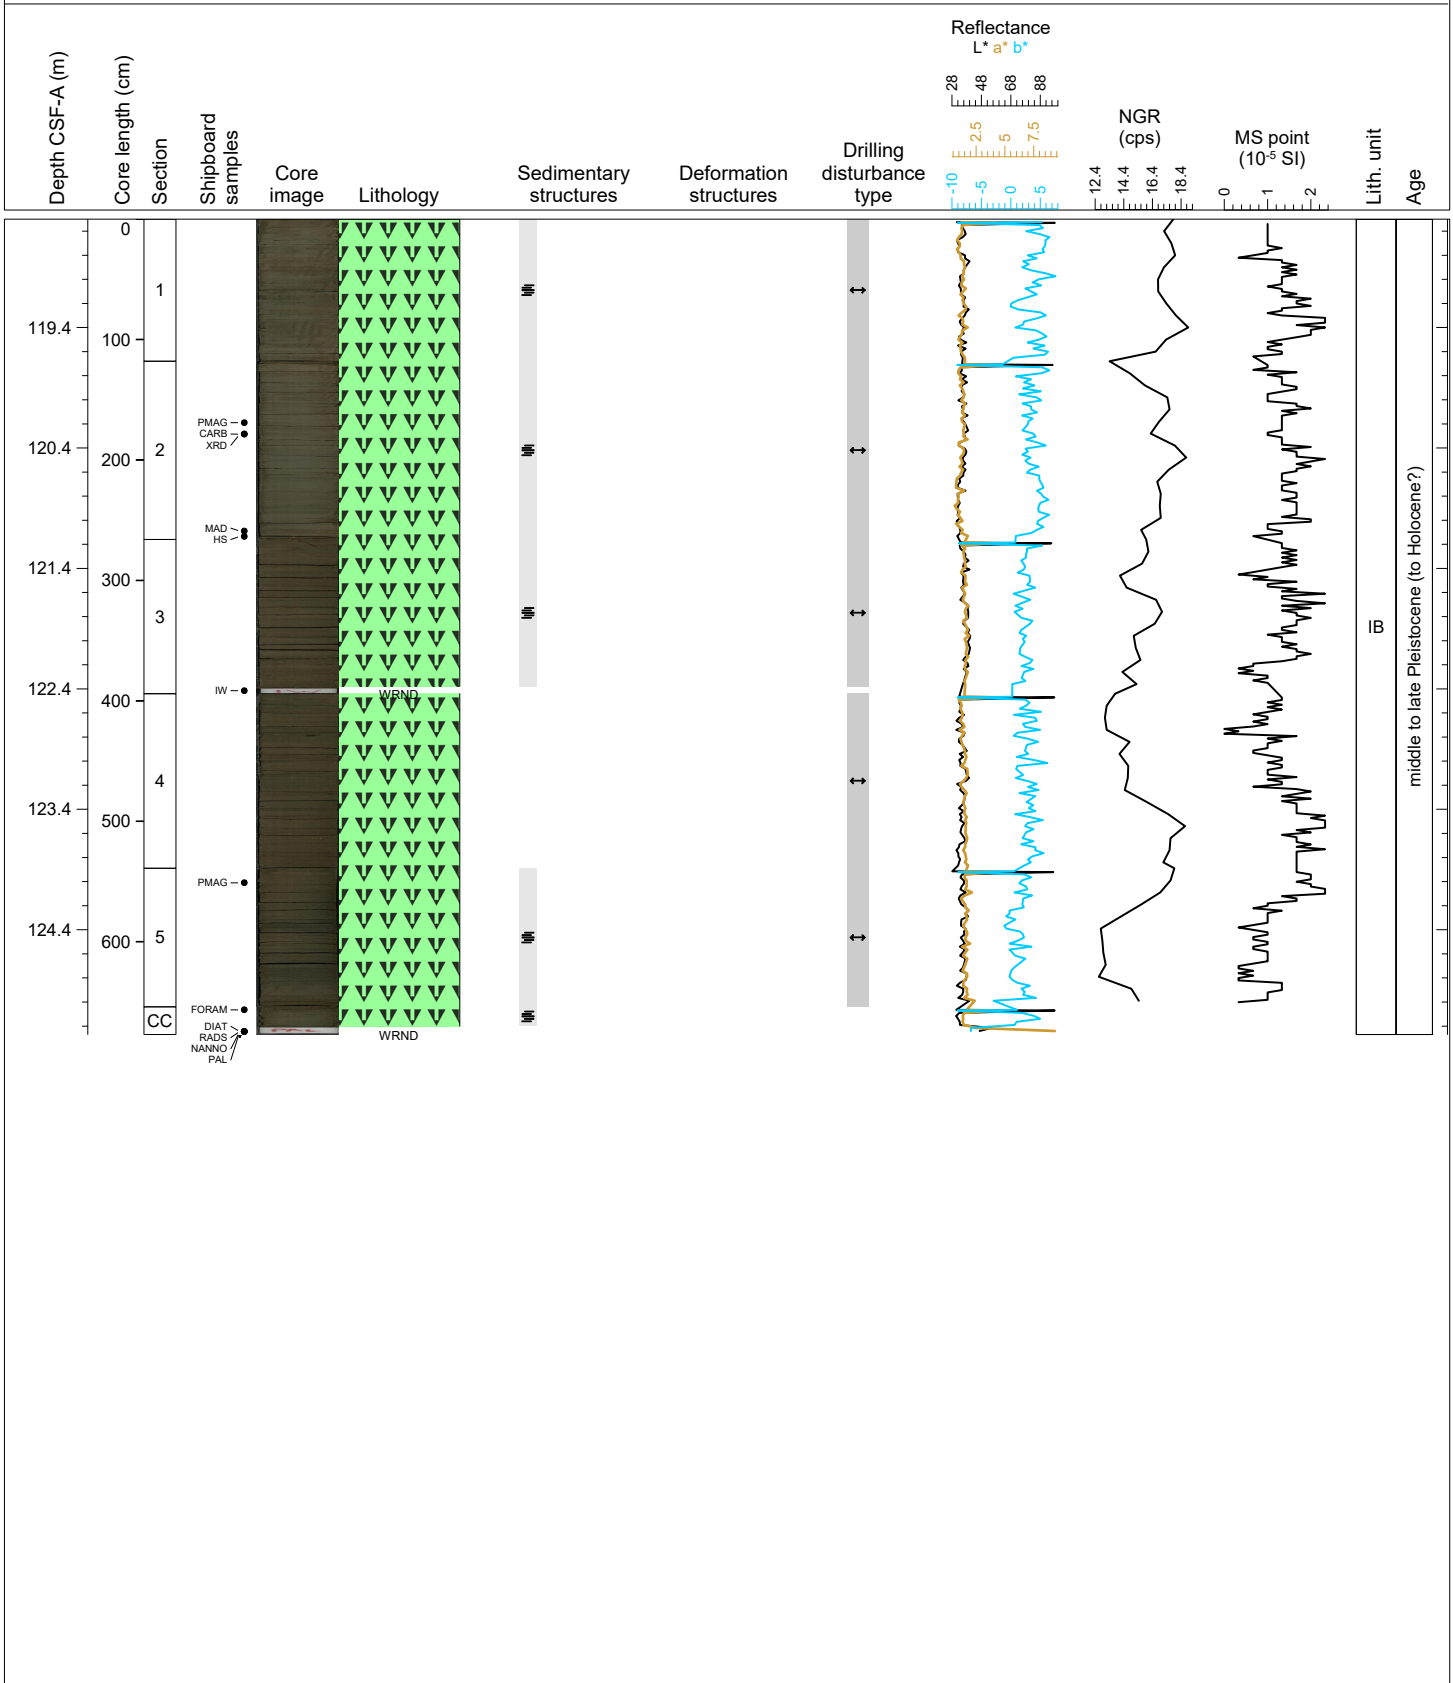 Depth CSF-A (m)
Core length (cm)
Section
Shipboard
samples
Core
image
Lithology
Sedimentary
structures
Deformation
structures
Drilling
disturbance
type
Reflectance
L* a* b*
28 48 68 88
2.5 5 7.5
-10 -5 0 5
NGR
(cps)
12.4 14.4 16.4 18.4
MS point
(10⁻⁵ SI)
0 1 2
Lith. unit
Age
0
1
119.4
100
PMAG
CARB
XRD
120.4
2
200
MAD
HS
121.4
300
3
IB
middle to late Pleistocene (to Holocene?)
122.4
IW
WRND
400
4
123.4
500
PMAG
124.4
5
600
FORAM
CC
DIAT
RADS
WRND
NANNO
PAL